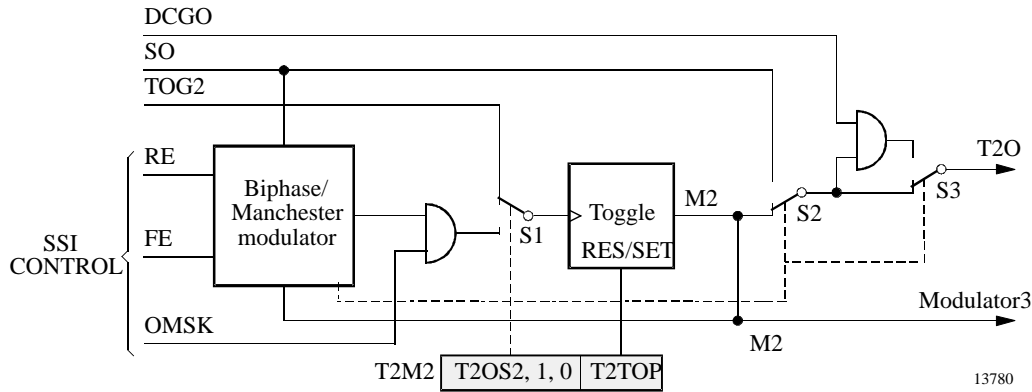 DCGO
SO
TOG2
RE
Biphase/
Manchester
modulator
T2O
M2
S2
S3
Toggle
S1
RES/SET
SSI
CONTROL
FE
OMSK
Modulator3
M2
T2M2
T2OS2, 1, 0
T2TOP
13780